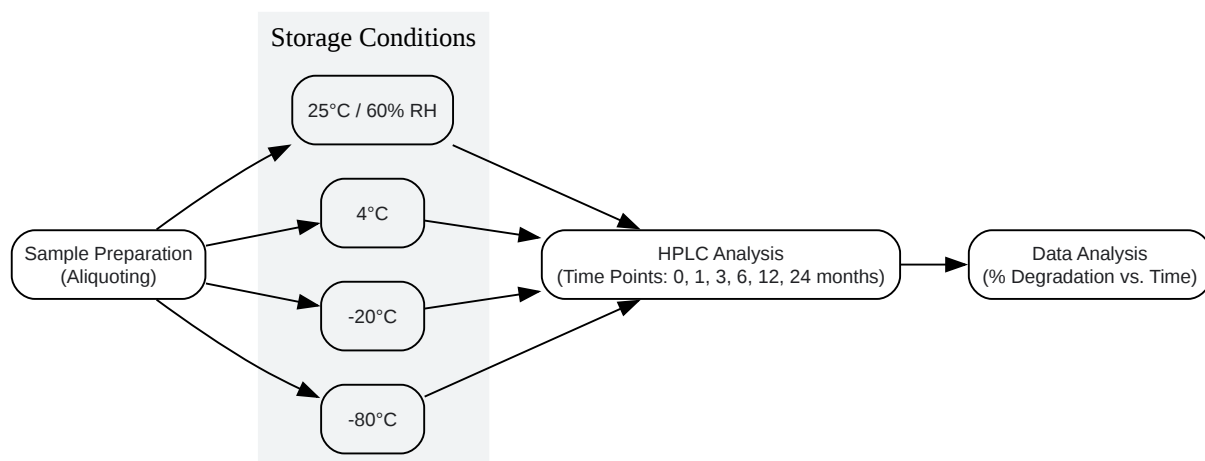 Storage Conditions
25°C / 60% RH
4°C
Sample Preparation
(Aliquoting)
HPLC Analysis
(Time Points: 0, 1, 3, 6, 12, 24 months)
Data Analysis
(% Degradation vs. Time)
-20°C
-80°C